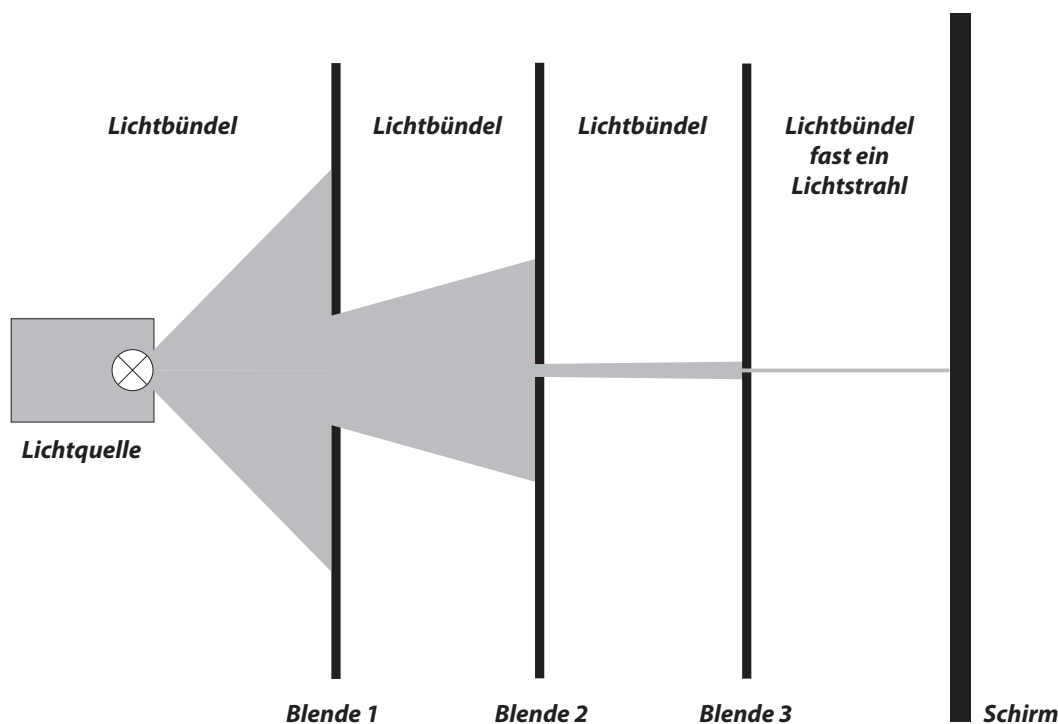 Lichtbündel
Lichtbündel
Lichtbündel
Lichtbündel
fast ein
Lichtstrahl
Lichtquelle
Blende 1
Blende 2
Blende 3
Schirm